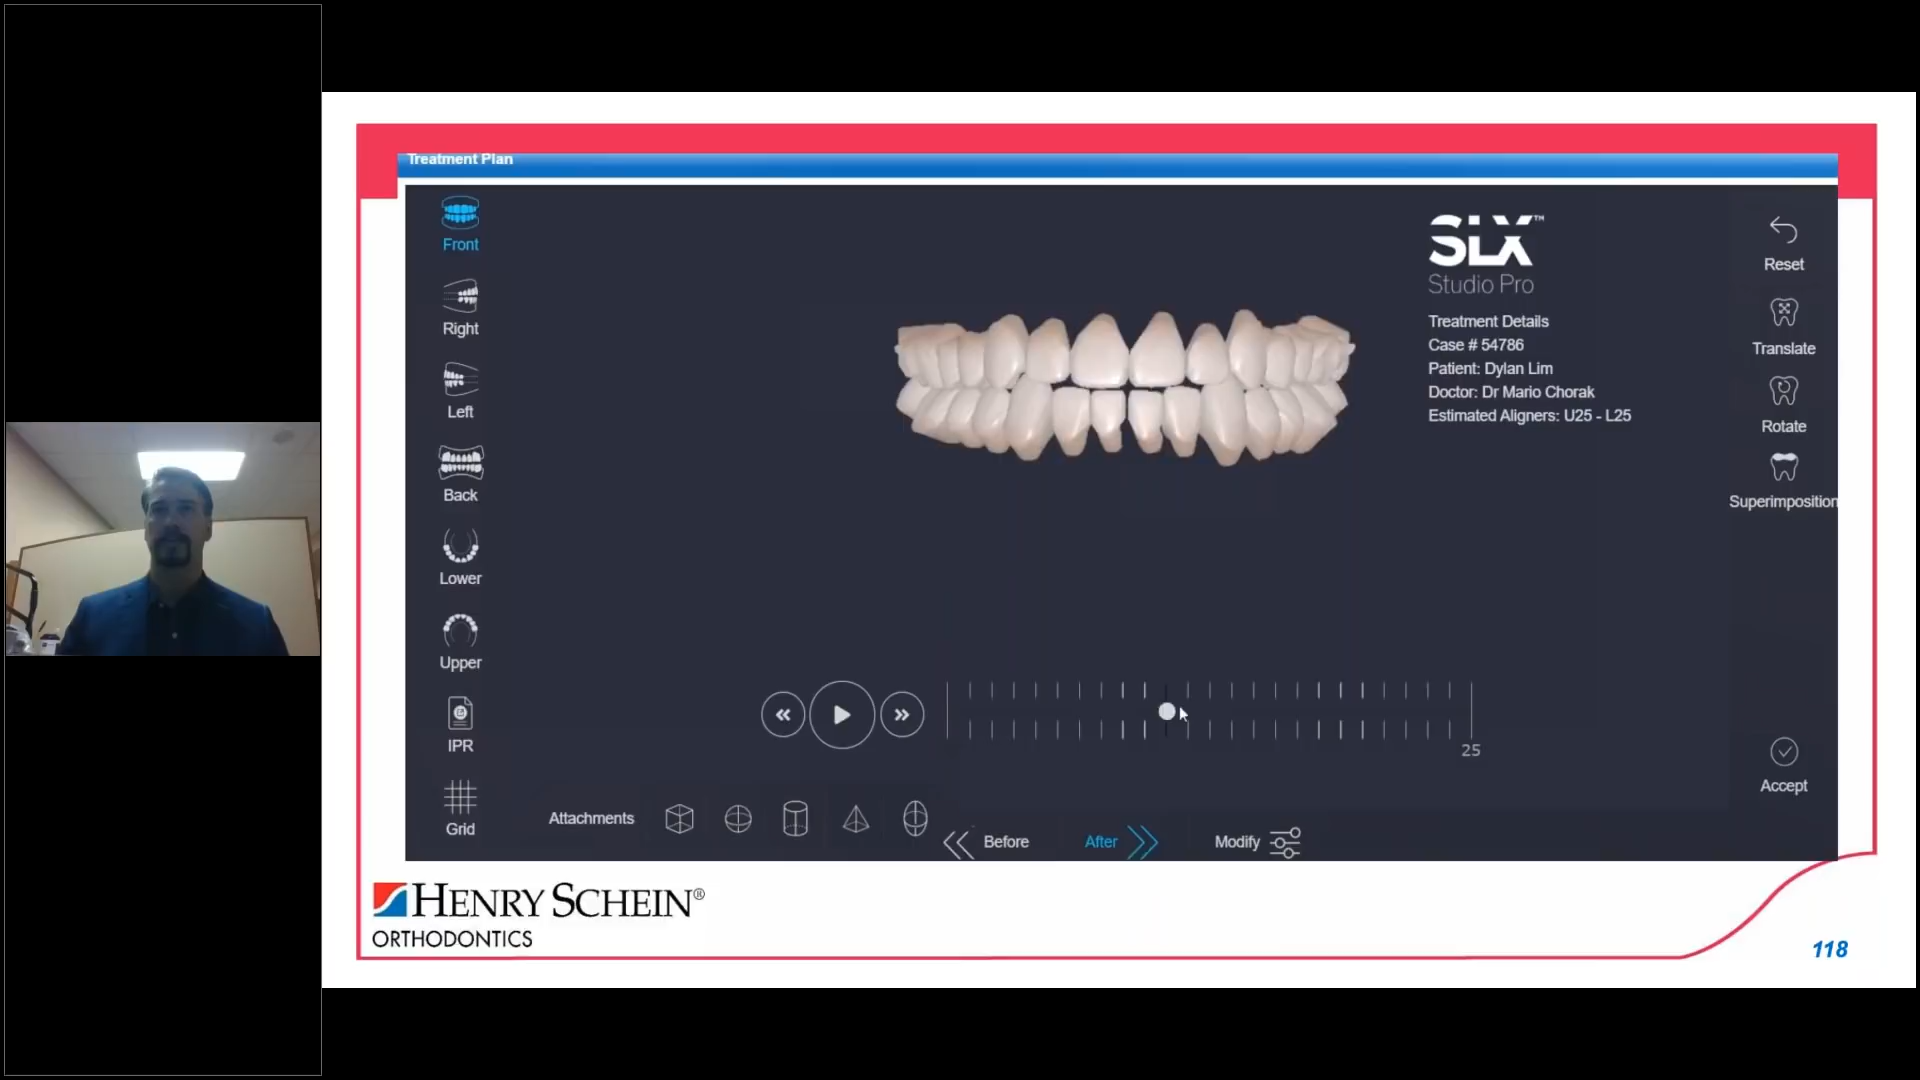 Treatment Plan
Front
Right
Left
Back
Lower
Upper
IPR
Grid
SLX™
Studio Pro
Treatment Details
Case # 54786
Patient: Dylan Lim
Doctor: Dr Mario Chorak
Estimated Aligners: U25 - L25
Reset
Translate
Rotate
Superimposition
25
Accept
Attachments
Before
After
Modify
HENRY SCHEIN®
ORTHODONTICS
118